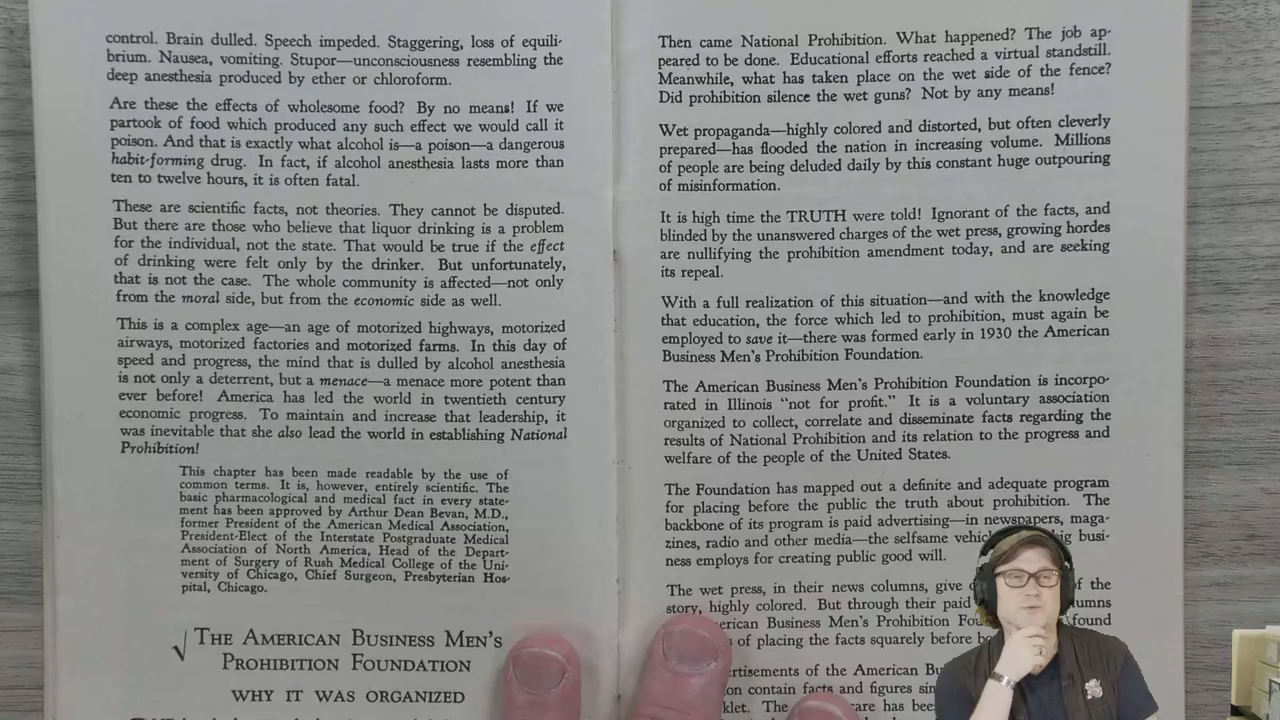 control. Brain dulled. Speech impeded. Staggering, loss of equili-
brium. Nausea, vomiting. Stupor—unconsciousness resembling the
deep anesthesia produced by ether or chloroform.
Are these the effects of wholesome food? By no means! If we
partook of food which produced any such effect we would call it
poison. And that is exactly what alcohol is—a poison—a dangerous
habit-forming drug. In fact, if alcohol anesthesia lasts more than
ten to twelve hours, it is often fatal.
These are scientific facts, not theories. They cannot be disputed.
But there are those who believe that liquor drinking is a problem
for the individual, not the state. That would be true if the effect
of drinking were felt only by the drinker. But unfortunately,
that is not the case. The whole community is affected—not only
from the moral side, but from the economic side as well.
This is a complex age—an age of motorized highways, motorized
airways, motorized factories and motorized farms. In this day of
speed and progress, the mind that is dulled by alcohol anesthesia
is not only a deterrent, but a menace—a menace more potent than
ever before! America has led the world in twentieth century
economic progress. To maintain and increase that leadership, it
was inevitable that she also lead the world in establishing National
Prohibition!
This chapter has been made readable by the use of
common terms. It is, however, entirely scientific. The
basic pharmacological and medical fact in every state-
ment has been approved by Arthur Dean Bevan, M.D.,
former President of the American Medical Association,
President-Elect of the Interstate Postgraduate Medical
Association of North America, Head of the Depart-
ment of Surgery of Rush Medical College of the Uni-
versity of Chicago, Chief Surgeon, Presbyterian Hos-
pital, Chicago.
√ THE AMERICAN BUSINESS MEN'S
PROHIBITION FOUNDATION
WHY IT WAS ORGANIZED
Then came National Prohibition. What happened? The job ap-
peared to be done. Educational efforts reached a virtual standstill.
Meanwhile, what has taken place on the wet side of the fence?
Did prohibition silence the wet guns? Not by any means!
Wet propaganda—highly colored and distorted, but often cleverly
prepared—has flooded the nation in increasing volume. Millions
of people are being deluded daily by this constant huge outpouring
of misinformation.
It is high time the TRUTH were told! Ignorant of the facts, and
blinded by the unanswered charges of the wet press, growing hordes
are nullifying the prohibition amendment today, and are seeking
its repeal.
With a full realization of this situation—and with the knowledge
that education, the force which led to prohibition, must again be
employed to save it—there was formed early in 1930 the American
Business Men's Prohibition Foundation.
The American Business Men's Prohibition Foundation is incorpo-
rated in Illinois "not for profit." It is a voluntary association
organized to collect, correlate and disseminate facts regarding the
results of National Prohibition and its relation to the progress and
welfare of the people of the United States.
The Foundation has mapped out a definite and adequate program
for placing before the public the truth about prohibition. The
backbone of its program is paid advertising—in newspapers, maga-
zines, radio and other media—the selfsame big busi-
ness employs for creating public good will.
The wet press, in their news columns, give of the
story, highly colored. But through their paid
Business Men's Prohibition found
of placing the facts squarely before
of the American
contain facts and figures
The